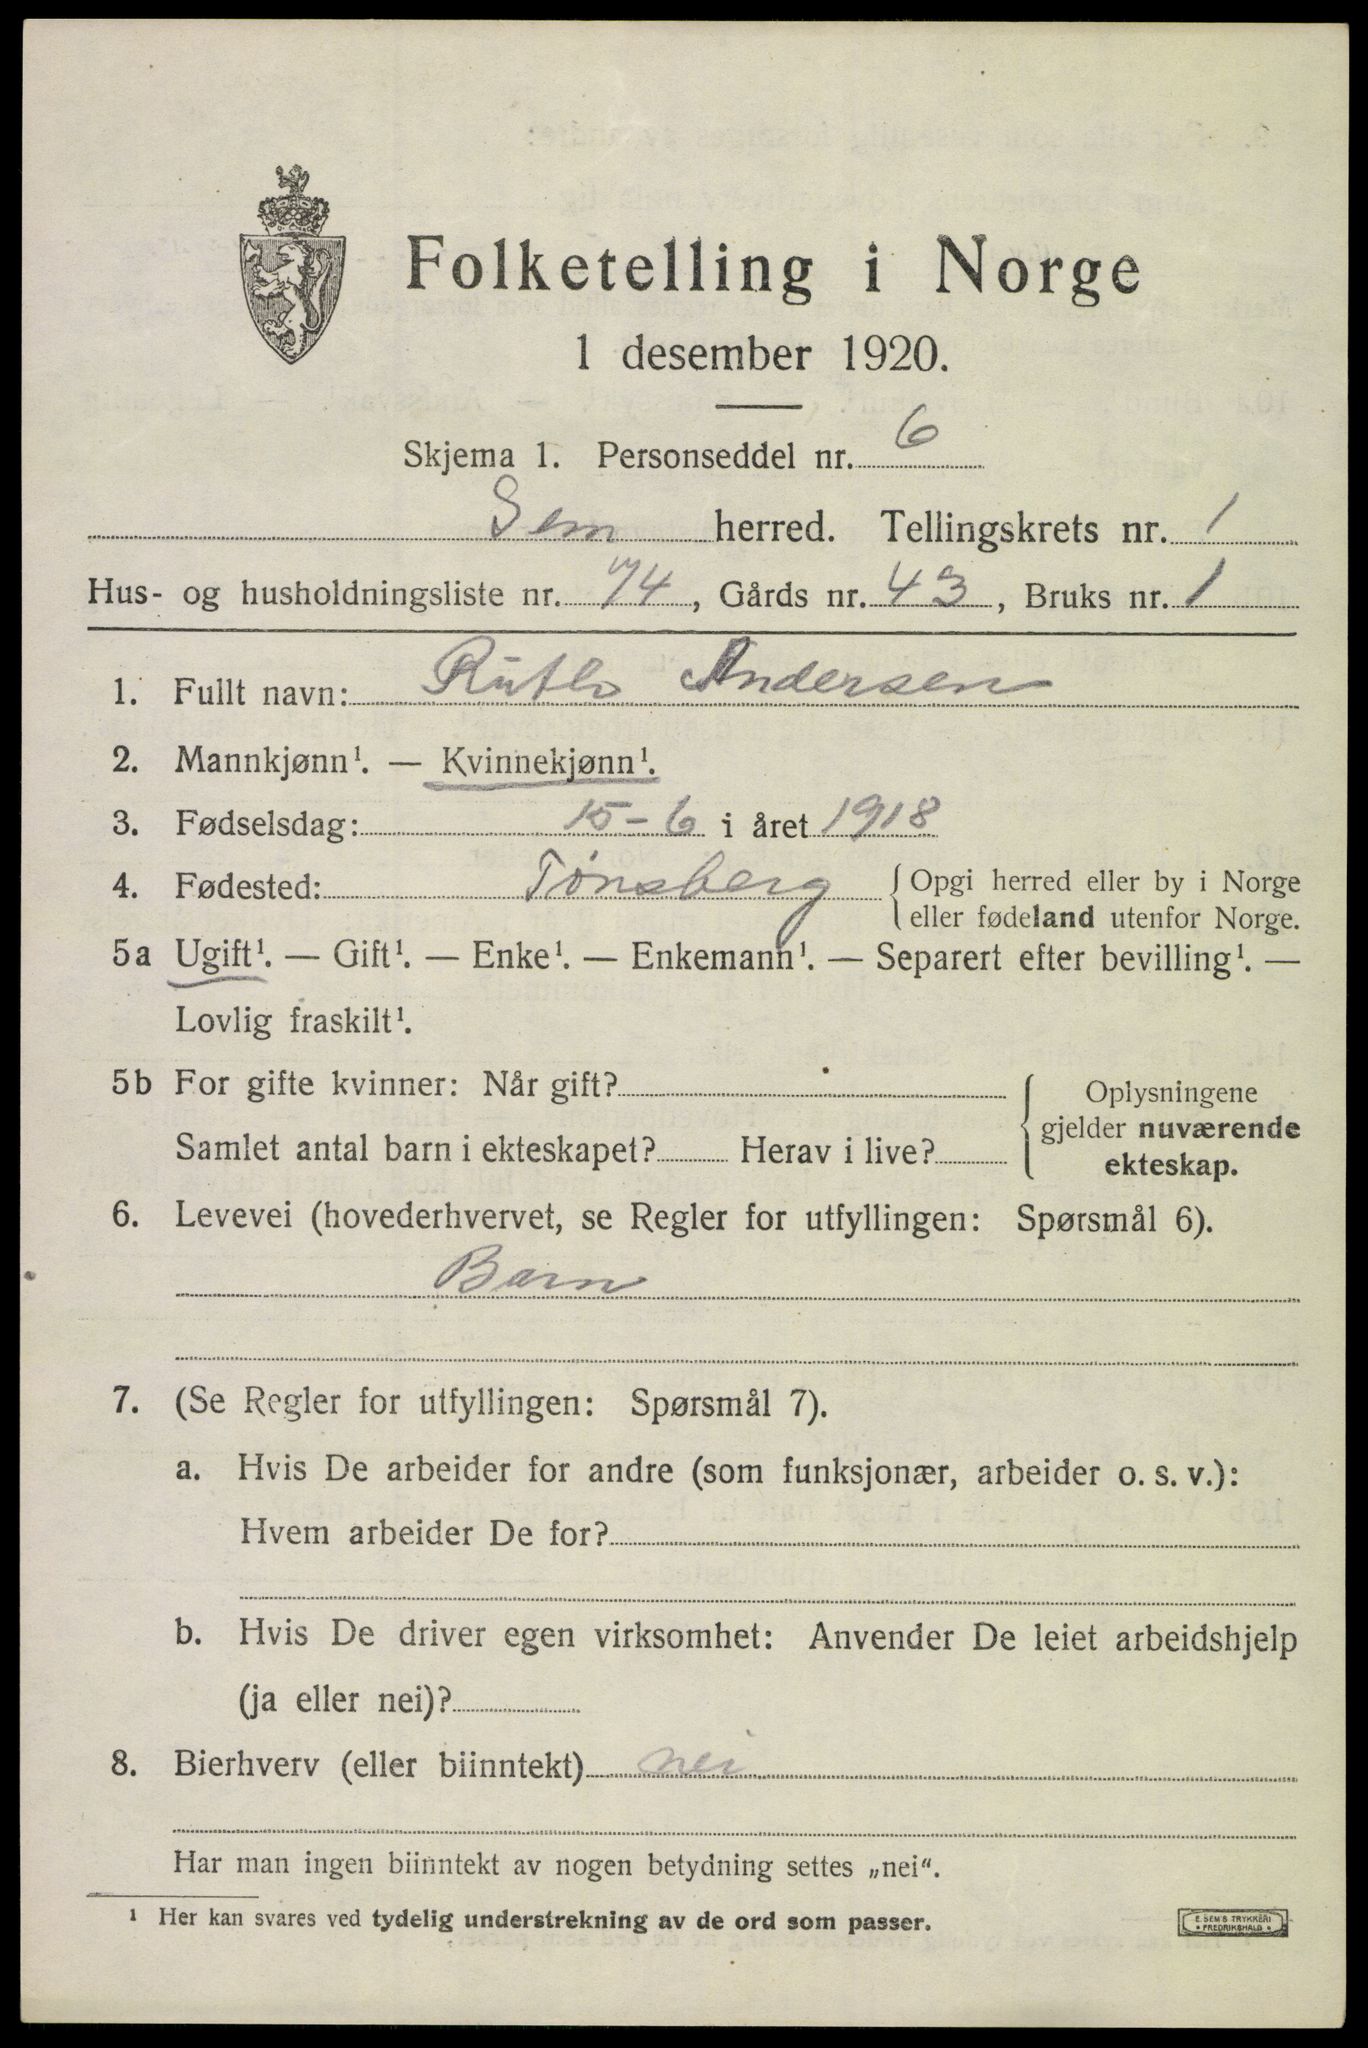 Folketelling i Norge
1 desember 1920.
Skjema 1. Personseddel nr. 6
Sem herred. Tellingskrets nr. 1
Hus- og husholdningsliste nr. 74, Gårds nr. 43, Bruks nr. 1
1. Fullt navn: Ruth Andersen
2. Mannkjønn¹. — Kvinnekjønn¹.
3. Fødselsdag: 15-6 i året 1918
4. Fødested: Tønsberg { Opgi herred eller by i Norge
eller fødeland utenfor Norge.
5a Ugift¹. — Gift¹. — Enke¹. — Enkemann¹. — Separert efter bevilling¹. —
Lovlig fraskilt¹.
5b For gifte kvinner: Når gift?
Samlet antal barn i ekteskapet? Herav i live?
Oplysningene
gjelder nuværende
ekteskap.
6. Levevei (hovederhvervet, se Regler for utfyllingen: Spørsmål 6).
Barn
7. (Se Regler for utfyllingen: Spørsmål 7).
a. Hvis De arbeider for andre (som funksjonær, arbeider o. s. v.):
Hvem arbeider De for?
b. Hvis De driver egen virksomhet: Anvender De leiet arbeidshjelp
(ja eller nei)?
8. Bierhverv (eller biinntekt) nei
Har man ingen biinntekt av nogen betydning settes „nei“.
¹ Her kan svares ved tydelig understrekning av de ord som passer.
E. SEM'S TRYKKERI
FREDRIKSHALD